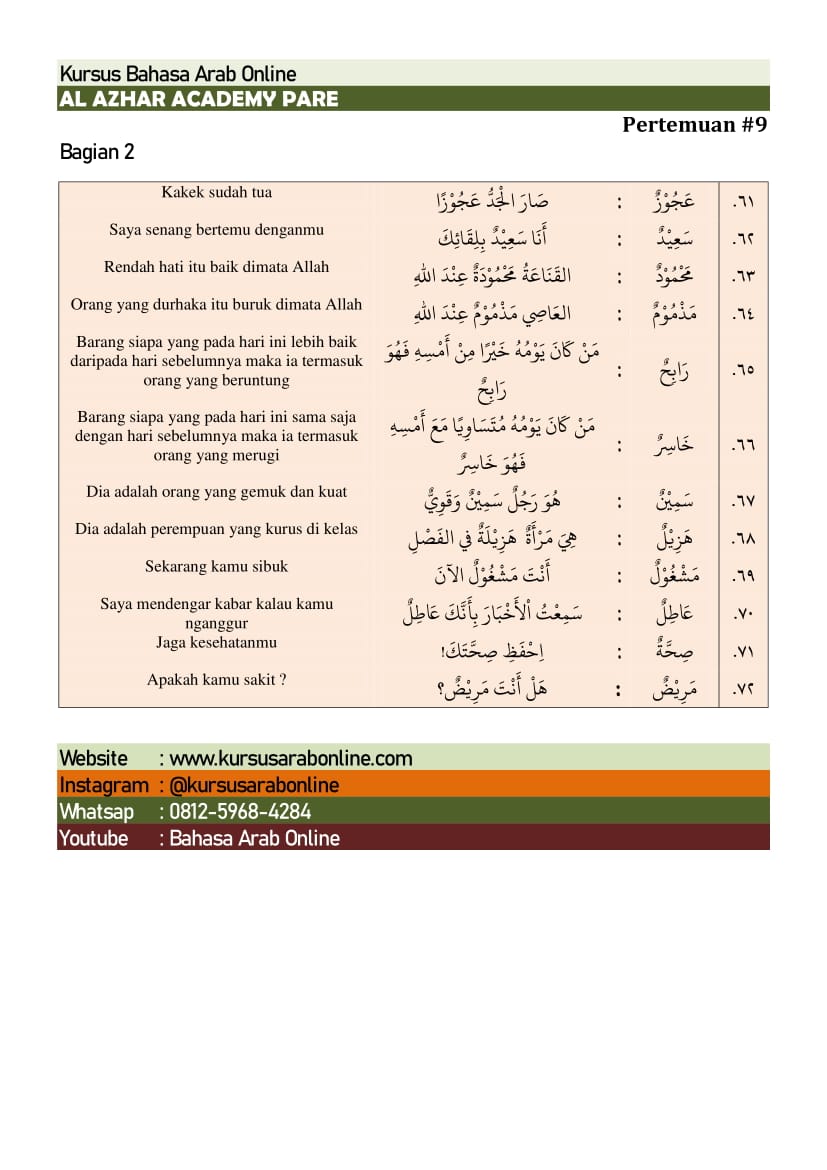 Kursus Bahasa Arab Online
AL AZHAR ACADEMY PARE
Pertemuan #9
Bagian 2
٦١. عَجُوْزٌ : صَارَ الْجَدُّ عَجُوْزًا Kakek sudah tua
٦٢. سَعِيْدٌ : أَنَا سَعِيْدٌ بِلِقَائِكَ Saya senang bertemu denganmu
٦٣. مَحْمُوْدٌ : القَنَاعَةُ مَحْمُوْدَةٌ عِنْدَ اللهِ Rendah hati itu baik dimata Allah
٦٤. مَذْمُوْمٌ : العَاصِي مَذْمُوْمٌ عِنْدَ اللهِ Orang yang durhaka itu buruk dimata Allah
٦٥. رَابِحٌ : مَنْ كَانَ يَوْمُهُ خَيْرًا مِنْ أَمْسِهِ فَهُوَ
رَابِحٌ
Barang siapa yang pada hari ini lebih baik
daripada hari sebelumnya maka ia termasuk
orang yang beruntung
٦٦. خَاسِرٌ : مَنْ كَانَ يَوْمُهُ مُتَسَاوِيًا مَعَ أَمْسِهِ
فَهُوَ خَاسِرٌ
Barang siapa yang pada hari ini sama saja
dengan hari sebelumnya maka ia termasuk
orang yang merugi
٦٧. سَمِيْنٌ : هُوَ رَجُلٌ سَمِيْنٌ وَقَوِيٌّ Dia adalah orang yang gemuk dan kuat
٦٨. هَزِيْلٌ : هِيَ مَرْأَةٌ هَزِيْلَةٌ فِي الفَصْلِ Dia adalah perempuan yang kurus di kelas
٦٩. مَشْغُوْلٌ : أَنْتَ مَشْغُوْلٌ الآنَ Sekarang kamu sibuk
٧٠. عَاطِلٌ : سَمِعْتُ الْأَخْبَارَ بِأَنَّكَ عَاطِلٌ Saya mendengar kabar kalau kamu
nganggur
٧١. صِحَّةٌ : اِحْفَظِ صِحَّتَكَ! Jaga kesehatanmu
٧٢. مَرِيْضٌ : هَلْ أَنْتَ مَرِيْضٌ؟ Apakah kamu sakit ?
Website : www.kursusarabonline.com
Instagram : @kursusarabonline
Whatsap : 0812-5968-4284
Youtube : Bahasa Arab Online